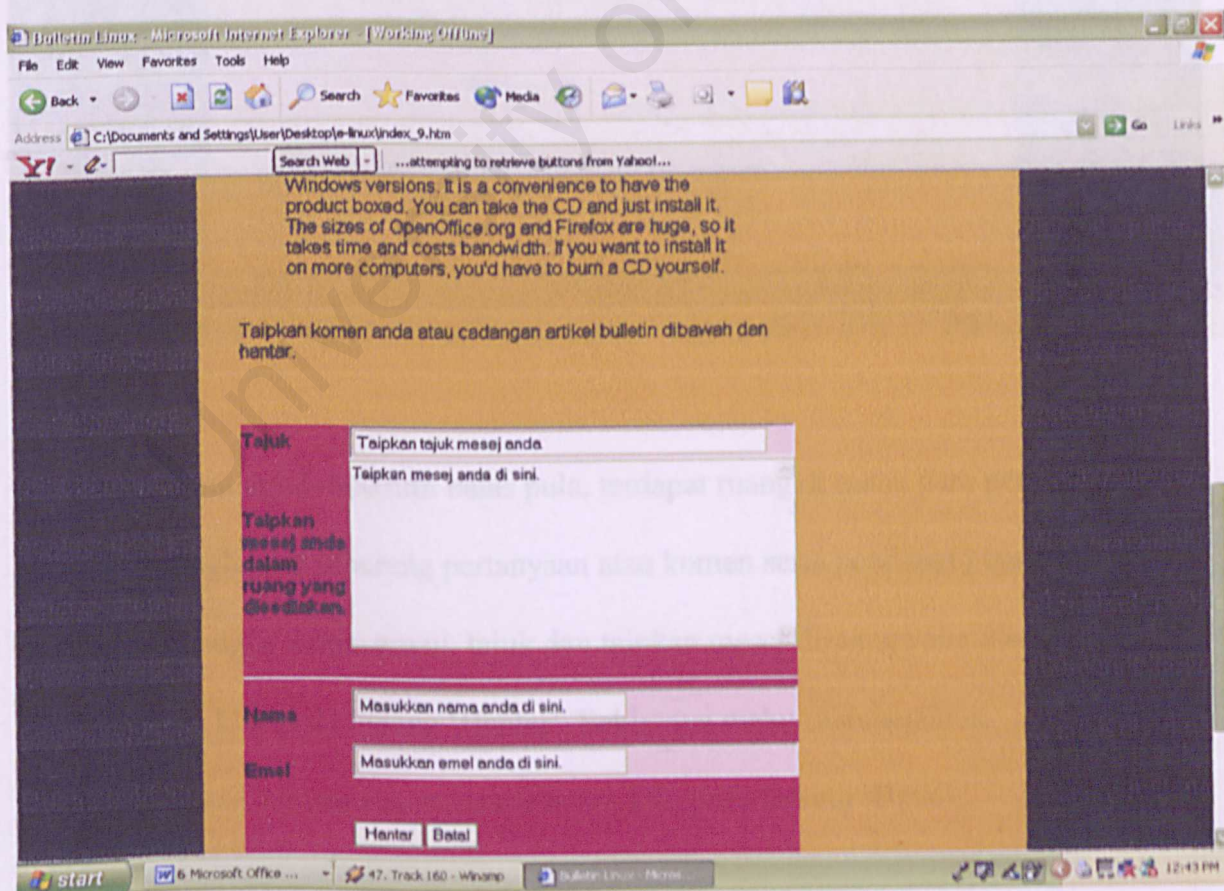 Bulletin Linux - Microsoft Internet Explorer - [Working Offline]
File Edit View Favorites Tools Help
Back Search Favorites Media
Address C:\Documents and Settings\User\Desktop\e-linux\index_9.htm Go Links
Y! Search Web ...attempting to retrieve buttons from Yahoo!...
Windows versions. It is a convenience to have the
product boxed. You can take the CD and just install it.
The sizes of OpenOffice.org and Firefox are huge, so it
takes time and costs bandwidth. If you want to install it
on more computers, you'd have to burn a CD yourself.
Taipkan komen anda atau cadangan artikel bulletin dibawah dan
hantar.
Tajuk Taipkan tajuk mesej anda
Taipkan mesej anda di sini.
Taipkan
mesej anda
dalam
ruang yang
disediakan.
Nama Masukkan nama anda di sini.
Emel Masukkan emel anda di sini.
Hantar Batal
start 6 Microsoft Office ... 47. Track 160 - Winamp Bulletin Linux - Micros... 12:43 PM
University of